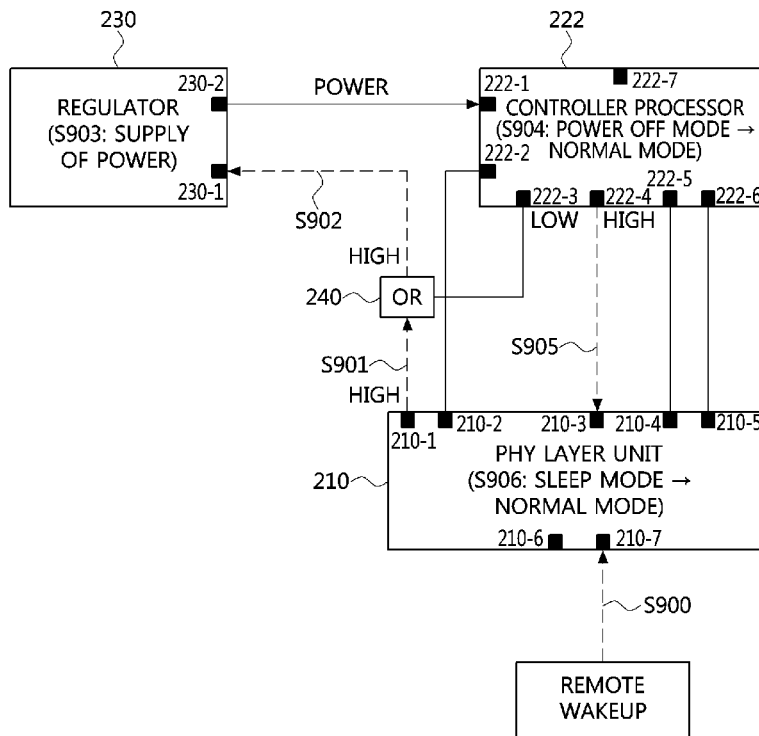 230
222
230-2
REGULATOR
(S903: SUPPLY
OF POWER)
230-1
POWER
222-1
222-7
CONTROLLER PROCESSOR
(S904: POWER OFF MODE →
NORMAL MODE)
222-2
222-5
222-3
222-4
222-6
LOW
HIGH
S902
HIGH
240
OR
S901
HIGH
S905
210-1
210-2
210-3
210-4
210-5
210
PHY LAYER UNIT
(S906: SLEEP MODE →
NORMAL MODE)
210-6
210-7
S900
REMOTE
WAKEUP